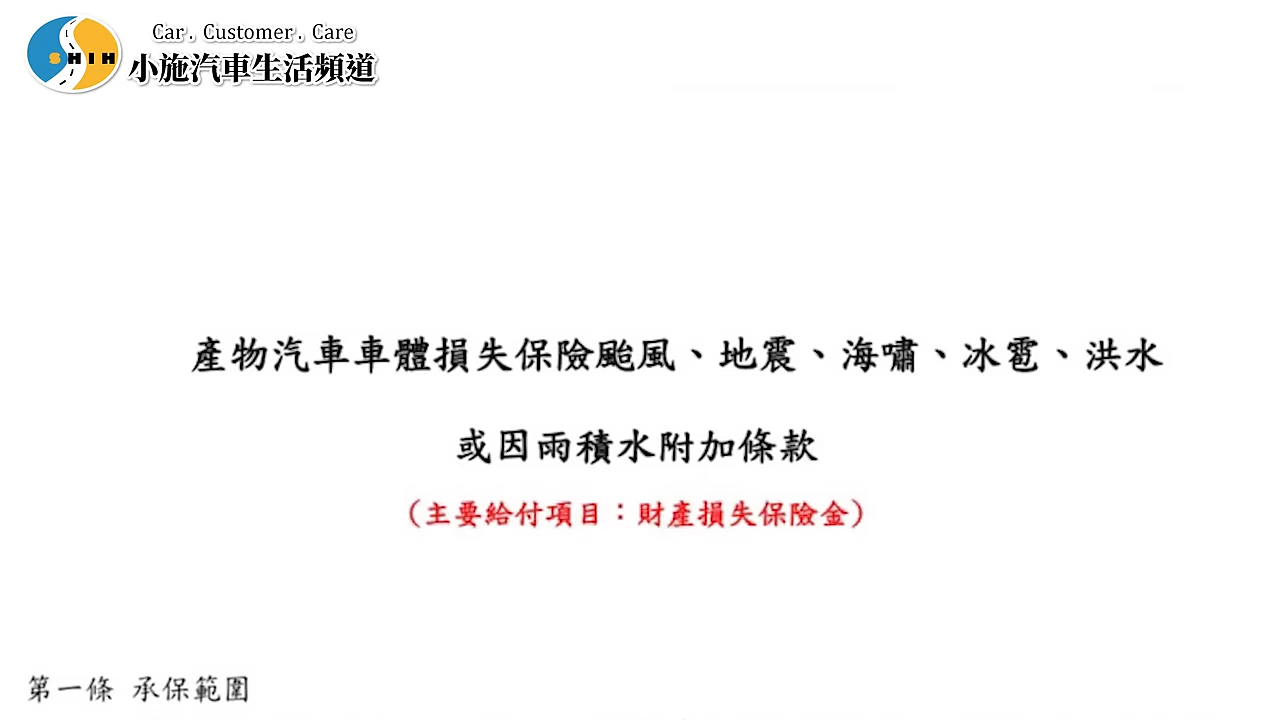 Car . Customer . Care
SHIH
小施汽車生活頻道
產物汽車車體損失保險颱風、地震、海嘯、冰雹、洪水
或因雨積水附加條款
(主要給付項目：財產損失保險金)
第一條 承保範圍